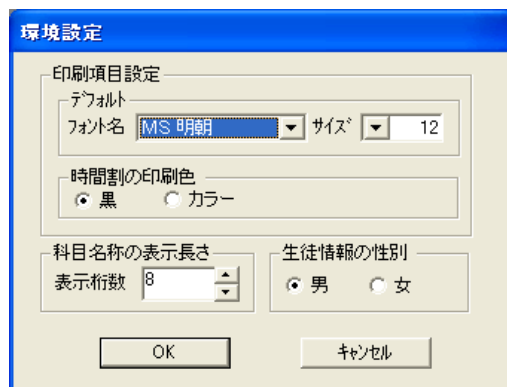 環境設定
印刷項目設定
ﾃﾞﾌｫﾙﾄ
ﾌｫﾝﾄ名 MS 明朝 ｻｲｽﾞ 12
時間割の印刷色
黒 カラー
科目名称の表示長さ
表示桁数 8
生徒情報の性別
男 女
OK ｷｬﾝｾﾙ